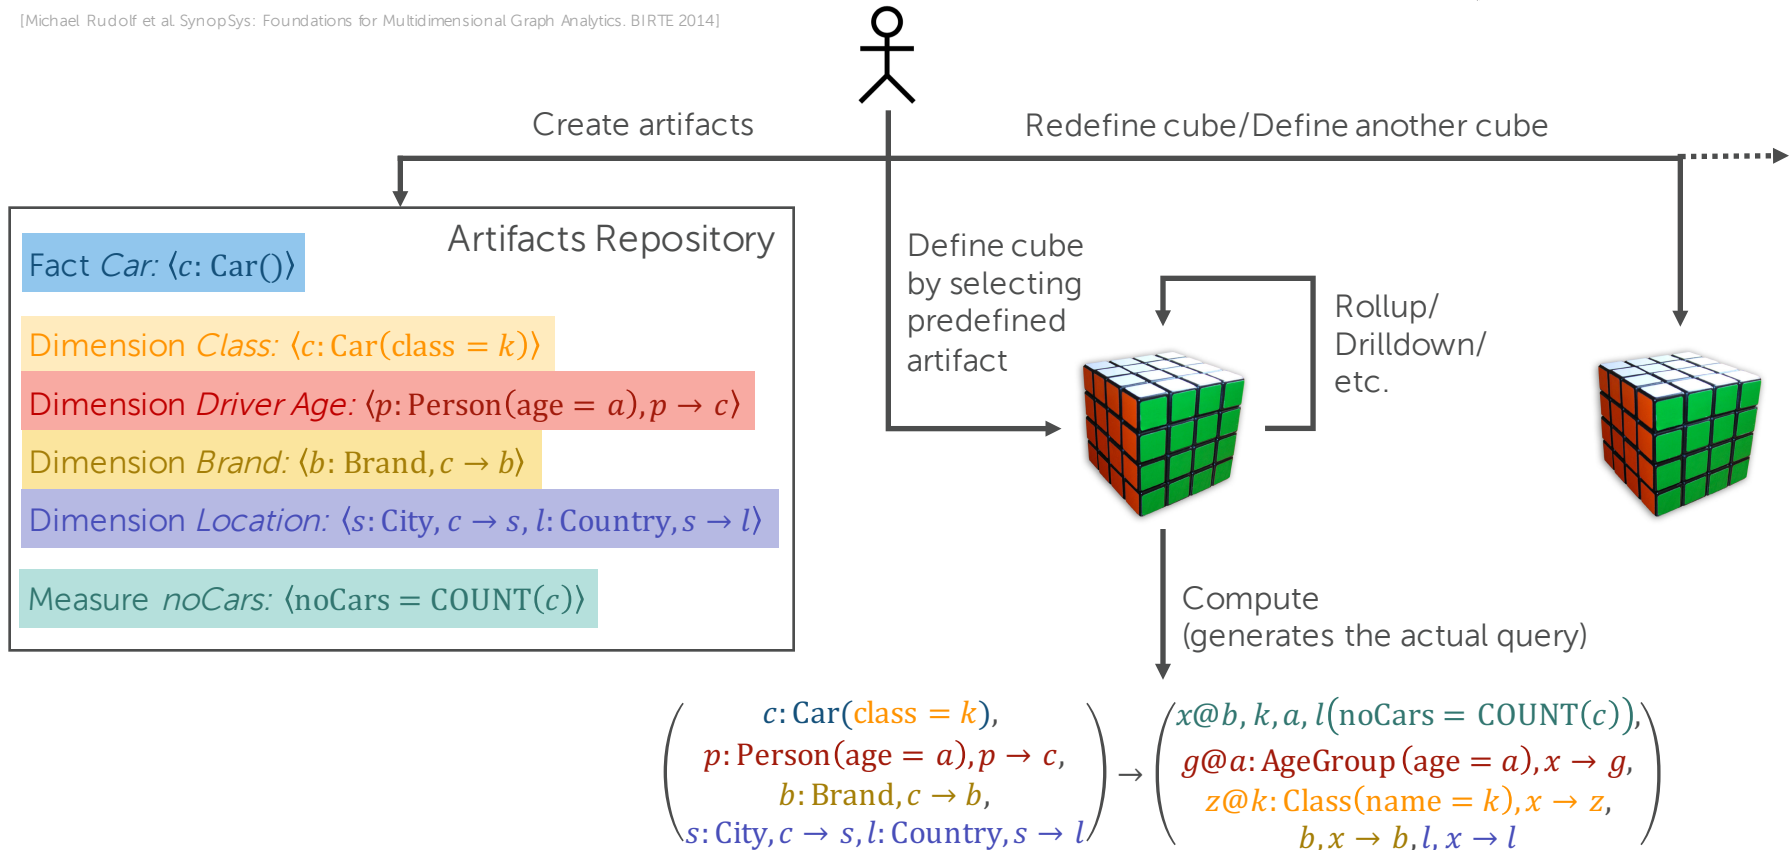 [Michael Rudolf et al. SynopSys: Foundations for Multidimensional Graph Analytics. BIRTE 2014]
Create artifacts
Redefine cube/Define another cube
Artifacts Repository
Fact Car: ⟨c: Car()⟩
Dimension Class: ⟨c: Car(class = k)⟩
Dimension Driver Age: ⟨p: Person(age = a), p → c⟩
Dimension Brand: ⟨b: Brand, c → b⟩
Dimension Location: ⟨s: City, c → s, l: Country, s → l⟩
Measure noCars: ⟨noCars = COUNT(c)⟩
Define cube
by selecting
predefined
artifact
Rollup/
Drilldown/
etc.
Compute
(generates the actual query)
c: Car(class = k),
p: Person(age = a), p → c,
b: Brand, c → b,
s: City, c → s, l: Country, s → l
→
x@b, k, a, l(noCars = COUNT(c)),
g@a: AgeGroup (age = a), x → g,
z@k: Class(name = k), x → z,
b, x → b, l, x → l